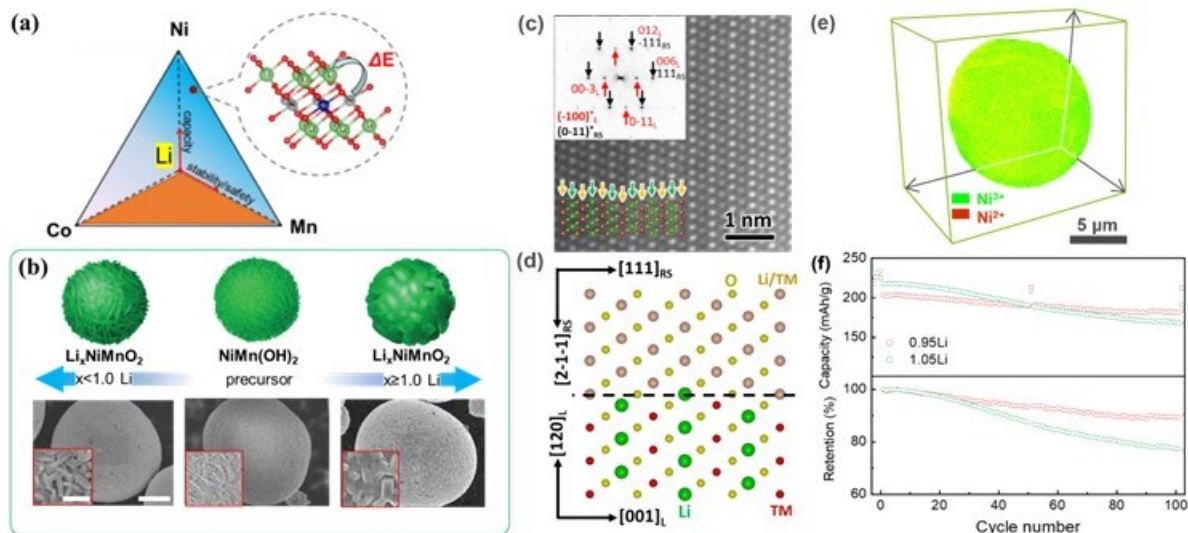 (a)
Ni
ΔE
capacity
Li
stability/safety
Co
Mn
(b)
LiₓNiMnO₂
NiMn(OH)₂
LiₓNiMnO₂
x<1.0 Li
precursor
x≥1.0 Li
(c)
012L
-111RS
006L
111RS
00-3L
0-11L
(-100)*L
(0-11)*RS
1 nm
(d)
[111]RS
O
Li/TM
[2-1-1]RS
[120]L
[001]L
Li
TM
(e)
Ni³⁺
Ni²⁺
5 µm
(f)
Capacity (mAh/g)
250
200
150
0.95Li
1.05Li
Retention (%)
100
80
60
0
20
40
60
80
100
Cycle number